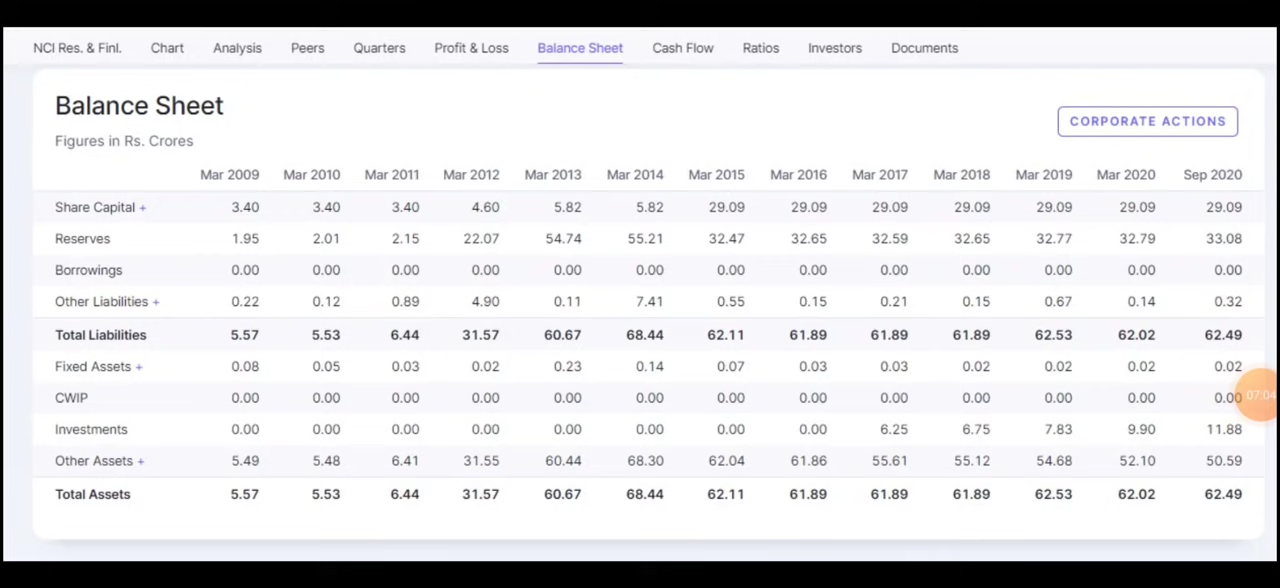 NCI Res. & Finl. Chart Analysis Peers Quarters Profit & Loss Balance Sheet Cash Flow Ratios Investors Documents
Balance Sheet
CORPORATE ACTIONS
Figures in Rs. Crores
Mar 2009 Mar 2010 Mar 2011 Mar 2012 Mar 2013 Mar 2014 Mar 2015 Mar 2016 Mar 2017 Mar 2018 Mar 2019 Mar 2020 Sep 2020
Share Capital + 3.40 3.40 3.40 4.60 5.82 5.82 29.09 29.09 29.09 29.09 29.09 29.09 29.09
Reserves 1.95 2.01 2.15 22.07 54.74 55.21 32.47 32.65 32.59 32.65 32.77 32.79 33.08
Borrowings 0.00 0.00 0.00 0.00 0.00 0.00 0.00 0.00 0.00 0.00 0.00 0.00 0.00
Other Liabilities + 0.22 0.12 0.89 4.90 0.11 7.41 0.55 0.15 0.21 0.15 0.67 0.14 0.32
Total Liabilities 5.57 5.53 6.44 31.57 60.67 68.44 62.11 61.89 61.89 61.89 62.53 62.02 62.49
Fixed Assets + 0.08 0.05 0.03 0.02 0.23 0.14 0.07 0.03 0.03 0.02 0.02 0.02 0.02
CWIP 0.00 0.00 0.00 0.00 0.00 0.00 0.00 0.00 0.00 0.00 0.00 0.00 0.00
07:04
Investments 0.00 0.00 0.00 0.00 0.00 0.00 0.00 0.00 6.25 6.75 7.83 9.90 11.88
Other Assets + 5.49 5.48 6.41 31.55 60.44 68.30 62.04 61.86 55.61 55.12 54.68 52.10 50.59
Total Assets 5.57 5.53 6.44 31.57 60.67 68.44 62.11 61.89 61.89 61.89 62.53 62.02 62.49